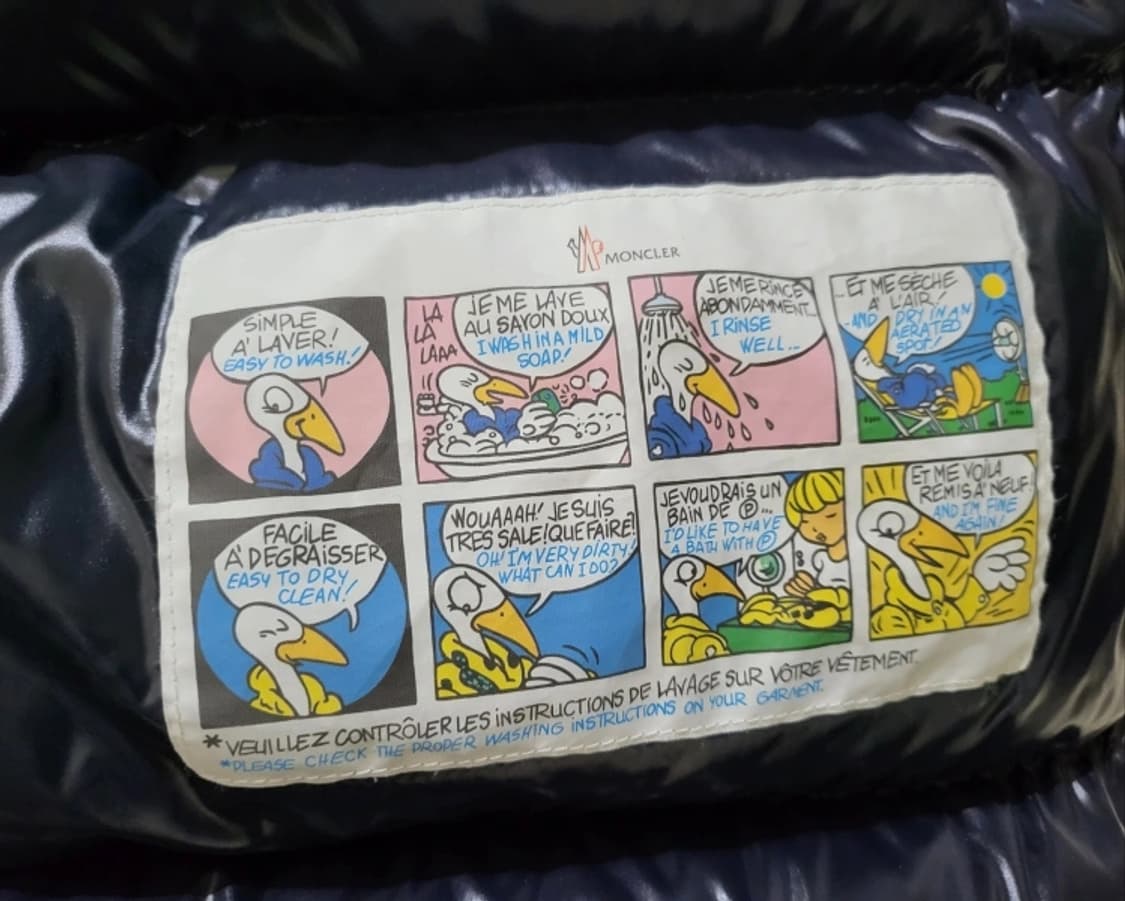 MONCLER
SIMPLE
A' LAVER!
EASY TO WASH!
LA
LA
LAAA
JE ME LAVE
AU SAVON DOUX
I WASH IN A MILD
SOAP!
JE ME RINCE
ABONDAMMENT...
I RINSE
WELL...
...ET ME SÈCHE
A' L'AIR!
..AND DRY IN AN
AERATED
SPOT!
FACILE
A' DEGRAISSER
EASY TO DRY
CLEAN!
WOUAAAH! JE SUIS
TRES SALE! QUE FAIRE?
OH! I'M VERY DIRTY!
WHAT CAN I DO?
JE VOUDRAIS UN
BAIN DE Ⓟ...
I'D LIKE TO HAVE
A BATH WITH Ⓟ
ET ME VOILA
REMIS A' NEUF!
AND I'M FINE
AGAIN!
* VEUILLEZ CONTRÔLER LES INSTRUCTIONS DE LAVAGE SUR VÔTRE VÊTEMENT.
*PLEASE CHECK THE PROPER WASHING INSTRUCTIONS ON YOUR GARMENT.